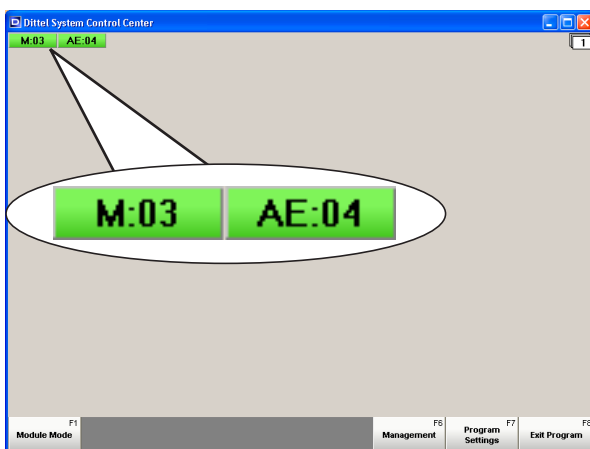 Dittel System Control Center
M:03 AE:04
1
M:03 AE:04
F1 F6 F7 F8
Module Mode Management Program Settings Exit Program